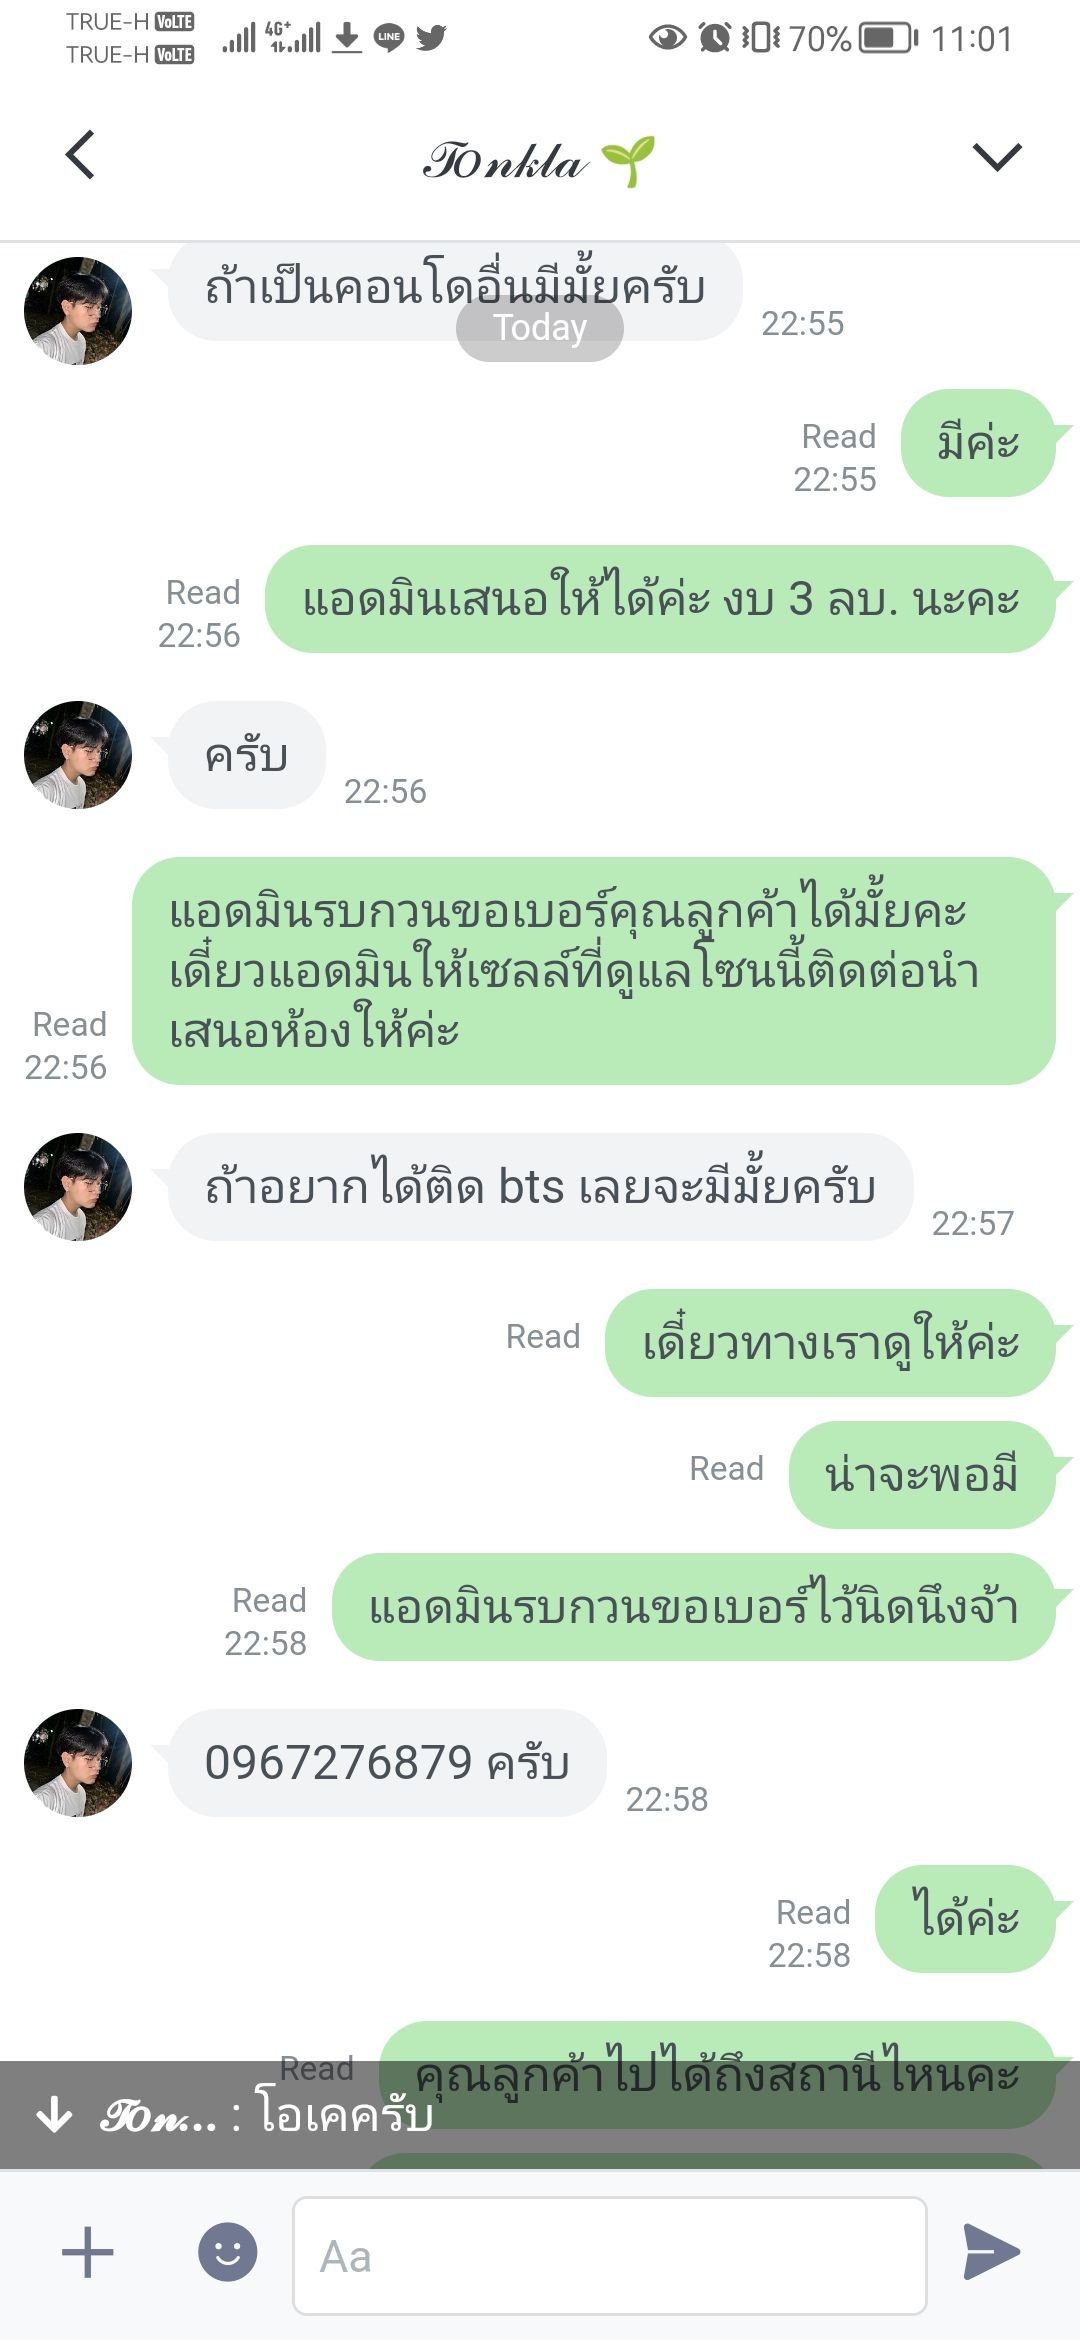 TRUE-H VoLTE
TRUE-H VoLTE
4G+
LINE
70%
11:01
Tonkla 🌱
ถ้าเป็นคอนโดอื่นมีมั้ยครับ
22:55
Today
Read
22:55
มีค่ะ
Read
22:56
แอดมินเสนอให้ได้ค่ะ งบ 3 ลบ. นะคะ
ครับ
22:56
แอดมินรบกวนขอเบอร์คุณลูกค้าได้มั้ยคะ
เดี๋ยวแอดมินให้เซลล์ที่ดูแลโซนนี้ติดต่อนำ
เสนอห้องให้ค่ะ
Read
22:56
ถ้าอยากได้ติด bts เลยจะมีมั้ยครับ
22:57
Read
เดี๋ยวทางเราดูให้ค่ะ
Read
น่าจะพอมี
Read
22:58
แอดมินรบกวนขอเบอร์ไว้นิดนึงจ้า
0967276879 ครับ
22:58
Read
22:58
ได้ค่ะ
Read
คุณลูกค้าไปได้ถึงสถานีไหนคะ
Ton... : โอเคครับ
Aa